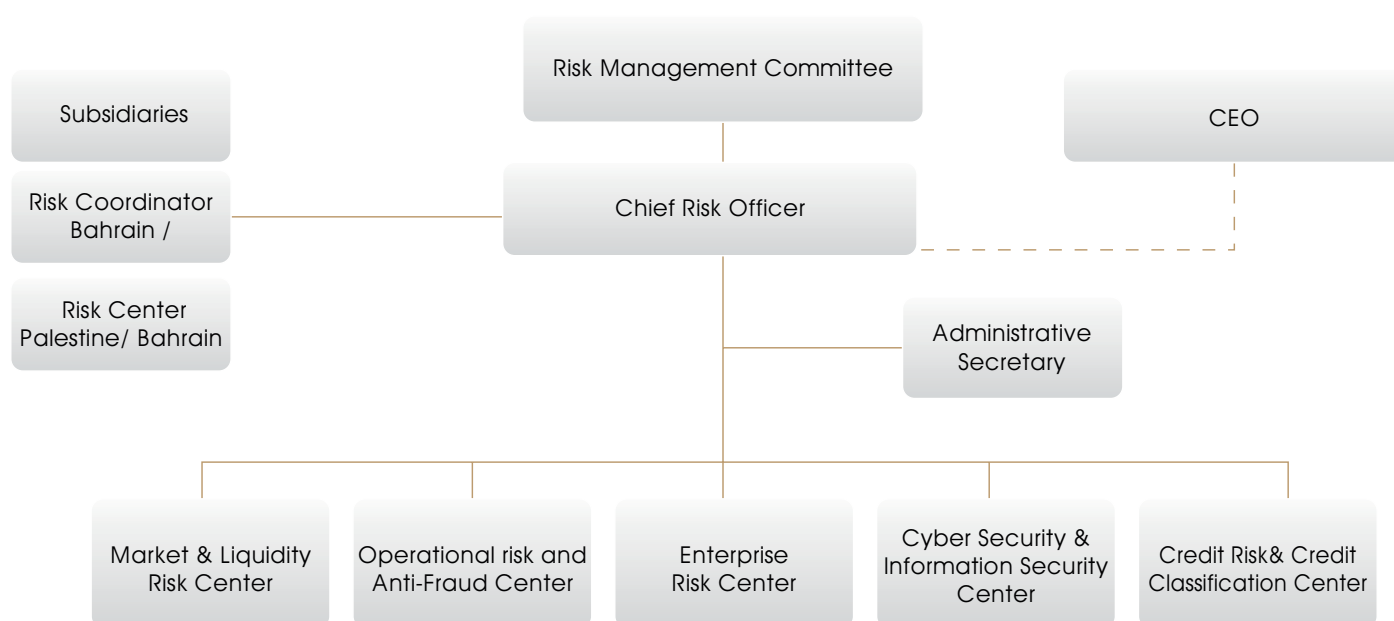 Risk Management Committee
Subsidiaries
CEO
Risk Coordinator
Bahrain /
Chief Risk Officer
Risk Center
Palestine/ Bahrain
Administrative
Secretary
Market & Liquidity
Risk Center
Operational risk and
Anti-Fraud Center
Enterprise
Risk Center
Cyber Security &
Information Security
Center
Credit Risk& Credit
Classification Center